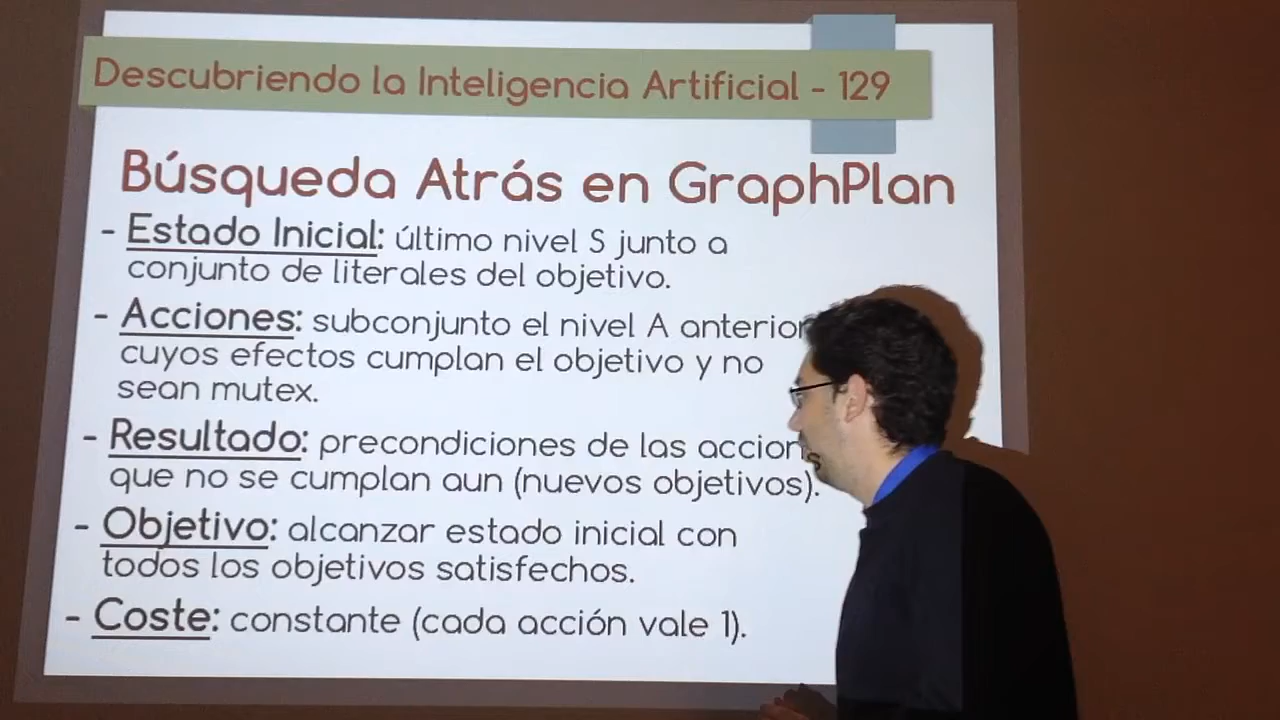 Descubriendo la Inteligencia Artificial - 129
Búsqueda Atrás en GraphPlan
- Estado Inicial: último nivel S junto a
conjunto de literales del objetivo.
- Acciones: subconjunto el nivel A anterior
cuyos efectos cumplan el objetivo y no
sean mutex.
- Resultado: precondiciones de las acciones
que no se cumplan aun (nuevos objetivos).
- Objetivo: alcanzar estado inicial con
todos los objetivos satisfechos.
- Coste: constante (cada acción vale 1).